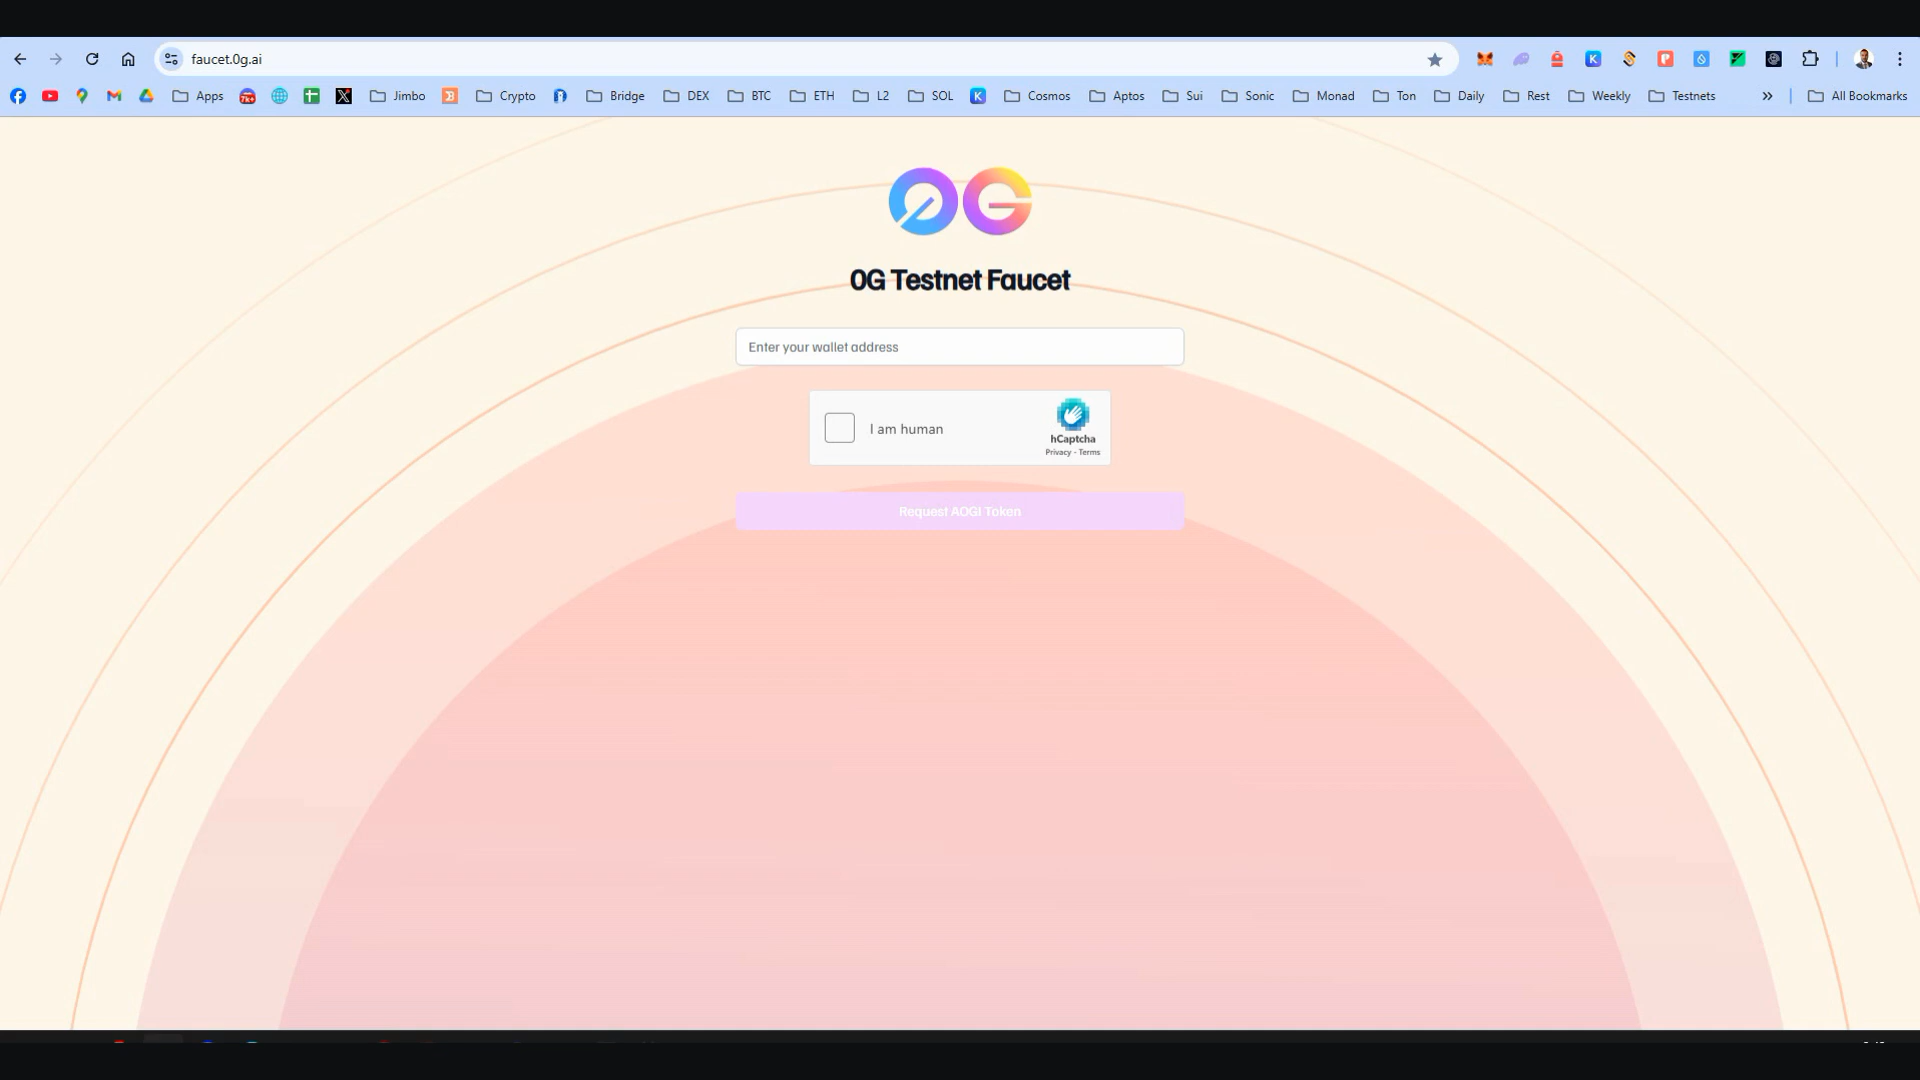 faucet.0g.ai
Apps
7k+
Jimbo
Crypto
Bridge
DEX
BTC
ETH
L2
SOL
K
Cosmos
Aptos
Sui
Sonic
Monad
Ton
Daily
Rest
Weekly
Testnets
All Bookmarks
0G
0G Testnet Faucet
Enter your wallet address
I am human
hCaptcha
Privacy - Terms
Request AOGI Token